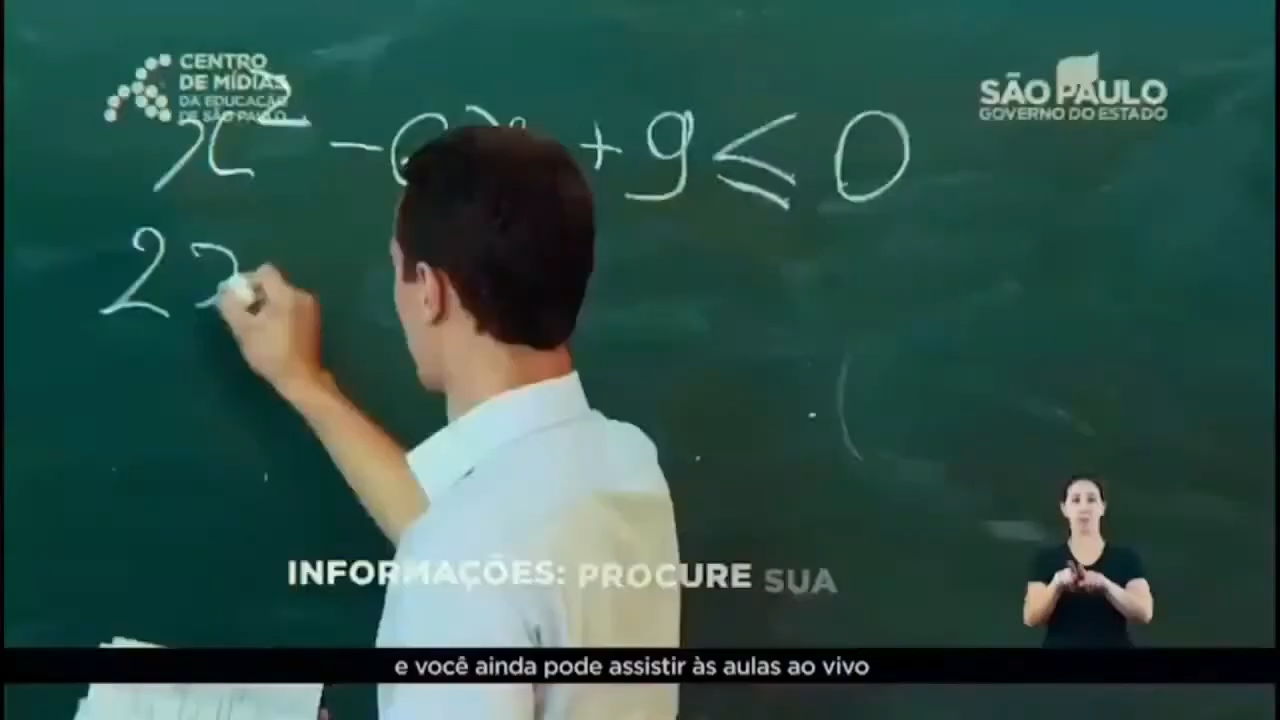 CENTRO
DE MÍDIAS
DA EDUCAÇÃO
DE SÃO PAULO
SÃO PAULO
GOVERNO DO ESTADO
+ 9 ≤ 0
INFORMAÇÕES: PROCURE SUA
e você ainda pode assistir às aulas ao vivo